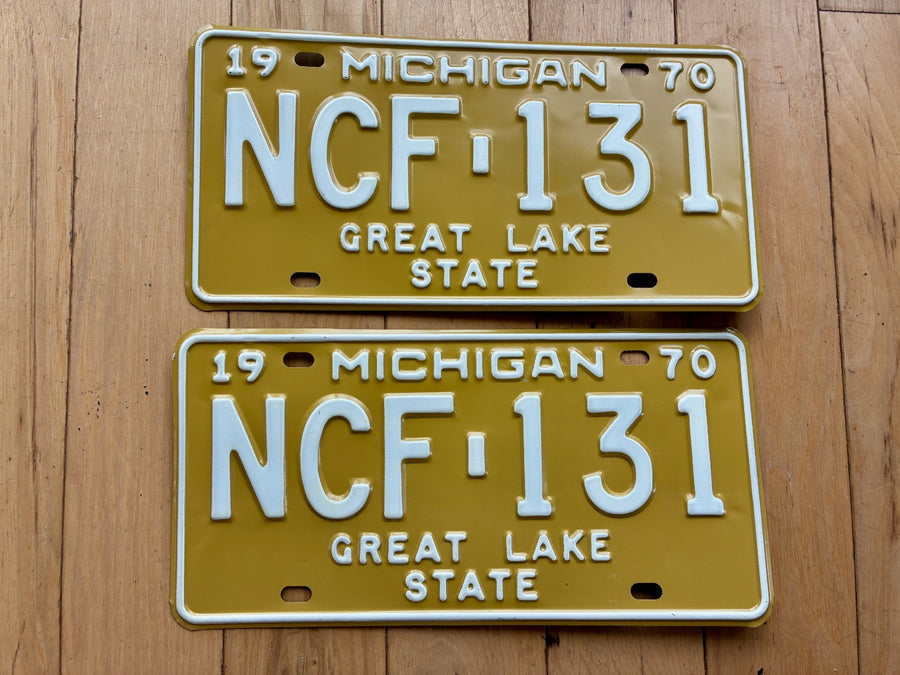 19 MICHIGAN 70
NCF-131
GREAT LAKE
STATE
19 MICHIGAN 70
NCF-131
GREAT LAKE
STATE